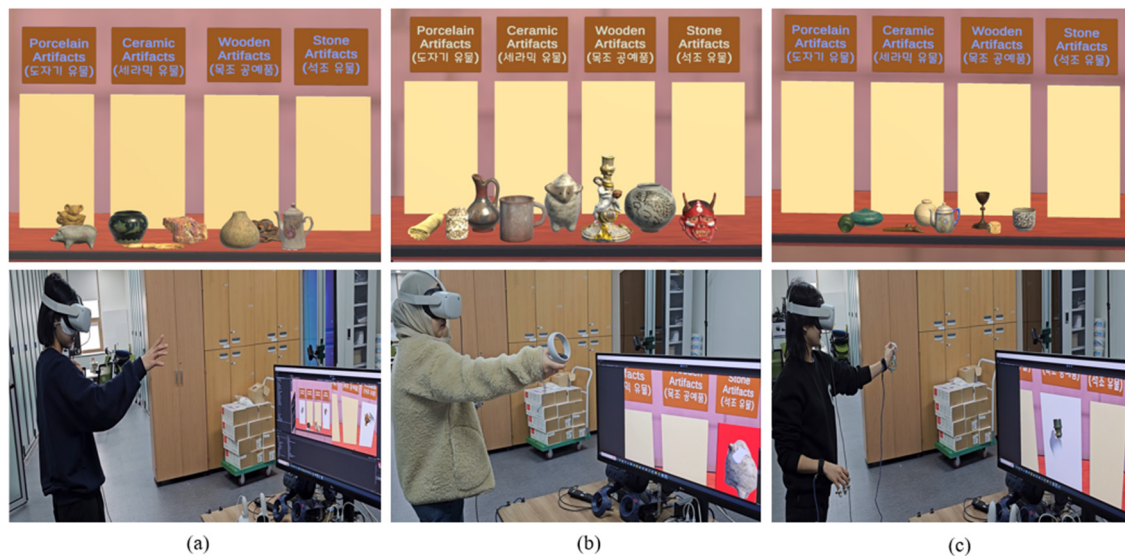 Porcelain
Artifacts
(도자기 유물)
Ceramic
Artifacts
(세라믹 유물)
Wooden
Artifacts
(목조 공예품)
Stone
Artifacts
(석조 유물)
Porcelain
Artifacts
(도자기 유물)
Ceramic
Artifacts
(세라믹 유물)
Wooden
Artifacts
(목조 공예품)
Stone
Artifacts
(석조 유물)
Porcelain
Artifacts
(도자기 유물)
Ceramic
Artifacts
(세라믹 유물)
Wooden
Artifacts
(목조 공예품)
Stone
Artifacts
(석조 유물)
Wooden
Artifacts
(목조 공예품)
Stone
Artifacts
(석조 유물)
(a)
(b)
(c)